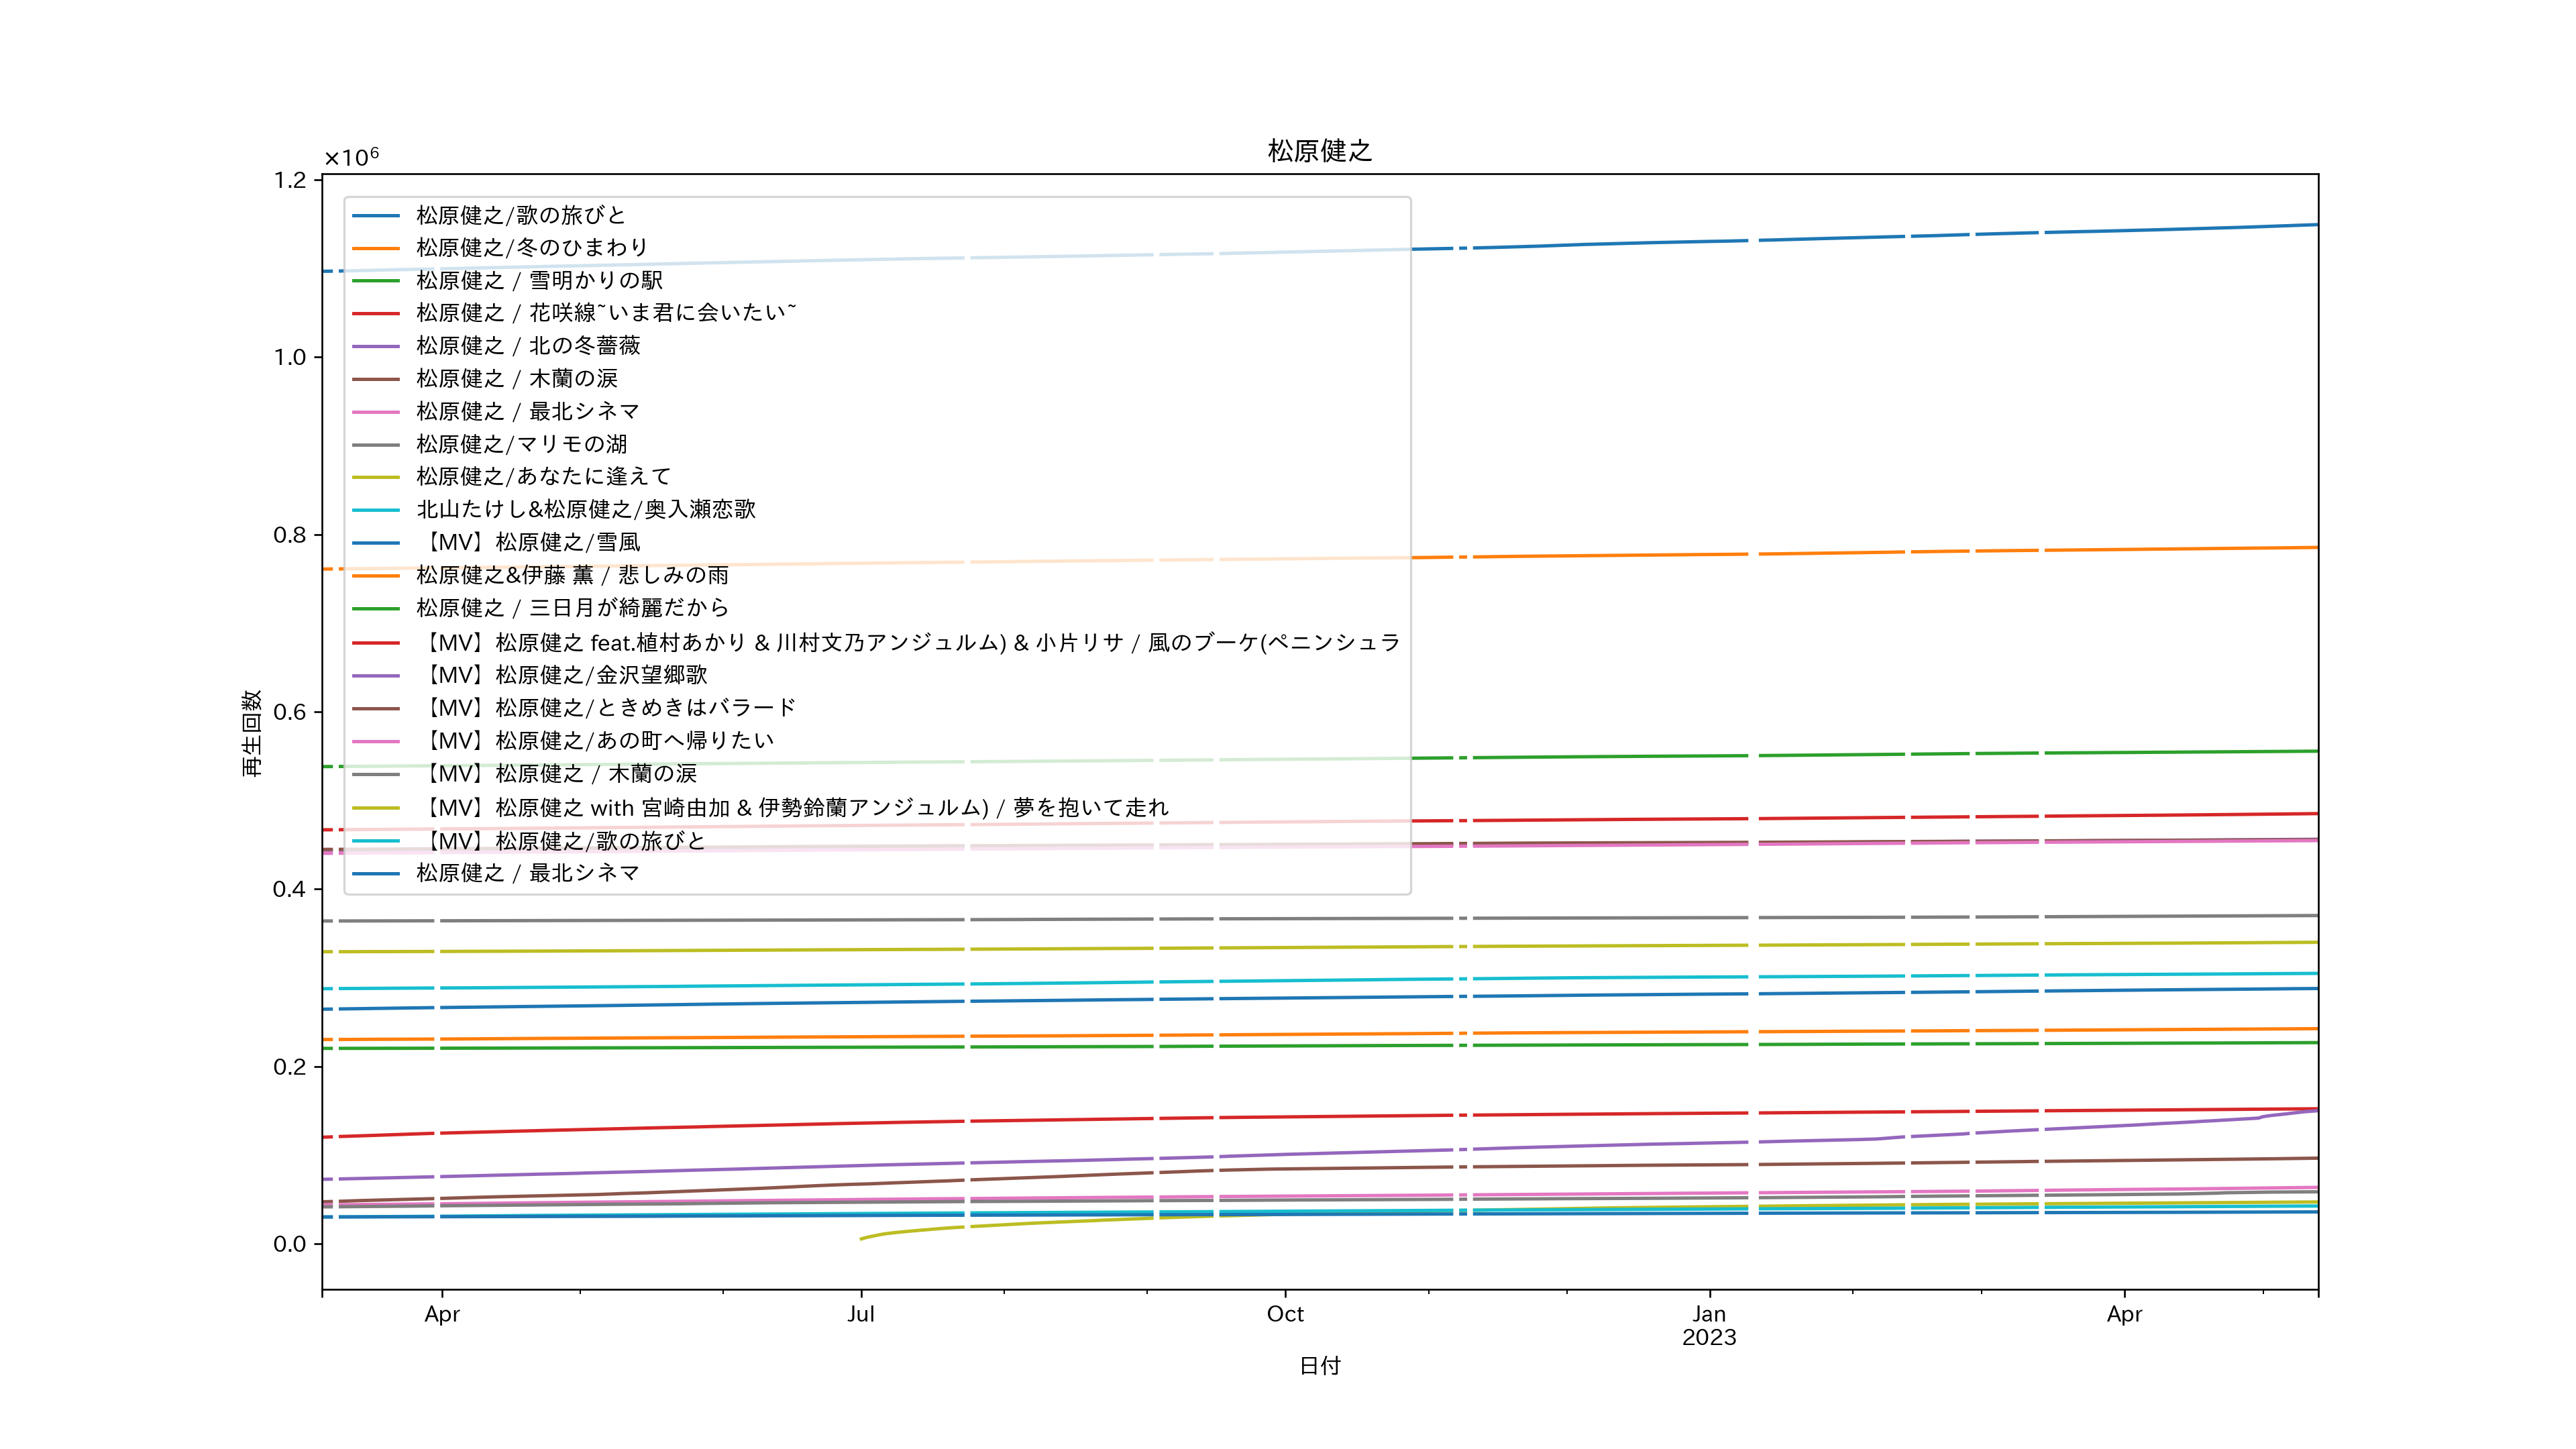 松原健之
×10⁶
1.2
1.0
0.8
0.6
0.4
0.2
0.0
再生回数
松原健之/歌の旅びと
松原健之/冬のひまわり
松原健之 / 雪明かりの駅
松原健之 / 花咲線~いま君に会いたい~
松原健之 / 北の冬薔薇
松原健之 / 木蘭の涙
松原健之 / 最北シネマ
松原健之/マリモの湖
松原健之/あなたに逢えて
北山たけし&松原健之/奥入瀬恋歌
【MV】松原健之/雪風
松原健之&伊藤 薫 / 悲しみの雨
松原健之 / 三日月が綺麗だから
【MV】松原健之 feat.植村あかり & 川村文乃アンジュルム) & 小片リサ / 風のブーケ(ペニンシュラ
【MV】松原健之/金沢望郷歌
【MV】松原健之/ときめきはバラード
【MV】松原健之/あの町へ帰りたい
【MV】松原健之 / 木蘭の涙
【MV】松原健之 with 宮崎由加 & 伊勢鈴蘭アンジュルム) / 夢を抱いて走れ
【MV】松原健之/歌の旅びと
松原健之 / 最北シネマ
Apr
Jul
Oct
Jan
2023
Apr
日付